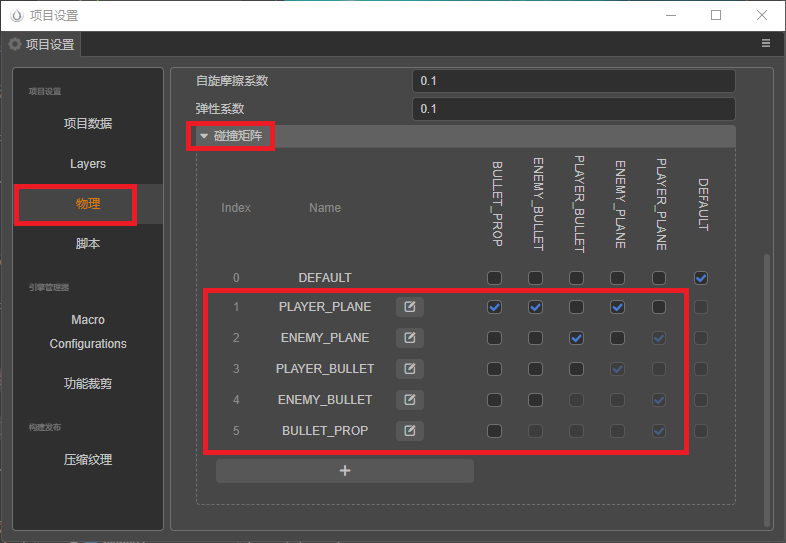 项目设置
项目设置
项目设置
项目数据
Layers
物理
脚本
引擎管理器
Macro
Configurations
功能裁剪
构建发布
压缩纹理
自旋摩擦系数 0.1
弹性系数 0.1
碰撞矩阵
Index Name BULLET_PROP ENEMY_BULLET PLAYER_BULLET ENEMY_PLANE PLAYER_PLANE DEFAULT
0 DEFAULT
1 PLAYER_PLANE
2 ENEMY_PLANE
3 PLAYER_BULLET
4 ENEMY_BULLET
5 BULLET_PROP
+